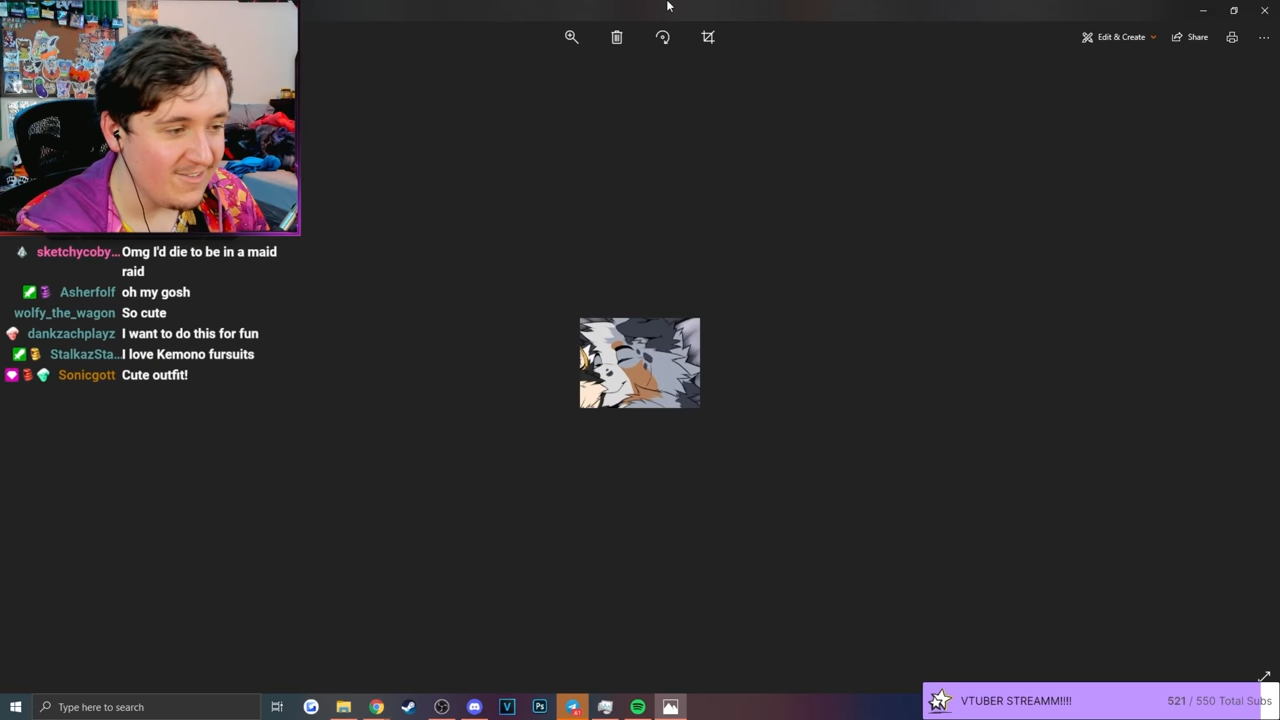 Edit & Create
Share
sketchycoby... Omg I'd die to be in a maid
raid
Asherfolf oh my gosh
wolfy_the_wagon So cute
dankzachplayz I want to do this for fun
StalkazSta... I love Kemono fursuits
Sonicgott Cute outfit!
Type here to search
VTUBER STREAMM!!!! 521 / 550 Total Subs